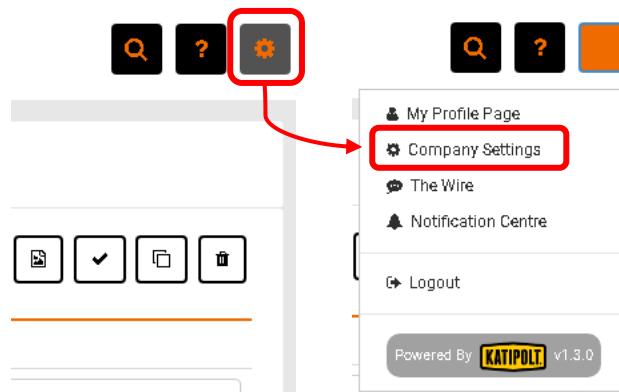 ?
?
My Profile Page
Company Settings
The Wire
Notification Centre
Logout
Powered By KATIPOLT. v1.3.0